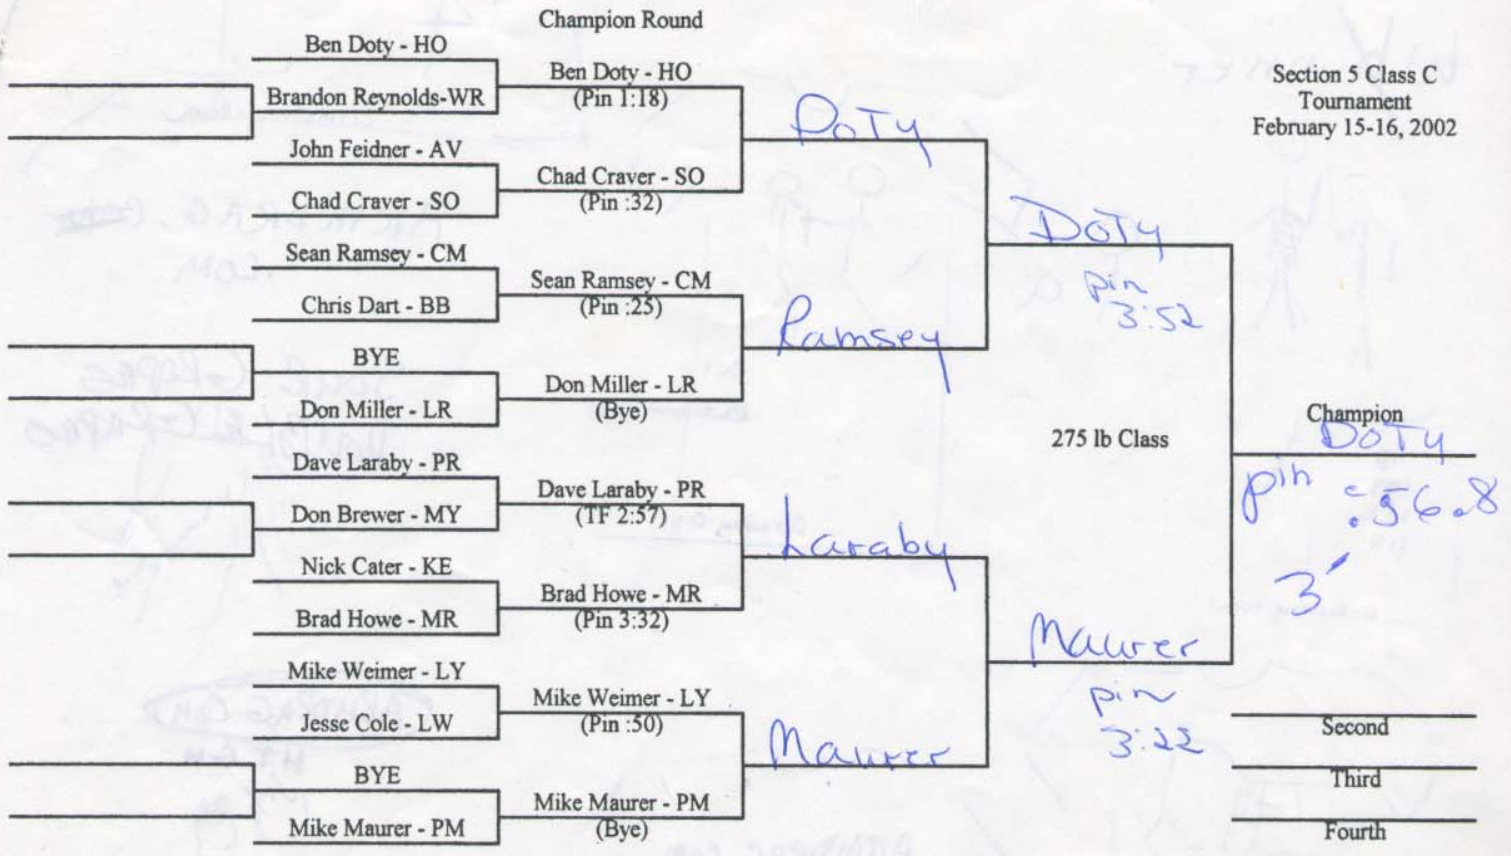 Champion Round
Section 5 Class C
Tournament
February 15-16, 2002
Ben Doty - HO
Brandon Reynolds-WR
John Feidner - AV
Chad Craver - SO
Sean Ramsey - CM
Chris Dart - BB
BYE
Don Miller - LR
Dave Laraby - PR
Don Brewer - MY
Nick Cater - KE
Brad Howe - MR
Mike Weimer - LY
Jesse Cole - LW
BYE
Mike Maurer - PM
Ben Doty - HO
(Pin 1:18)
Chad Craver - SO
(Pin :32)
Sean Ramsey - CM
(Pin :25)
Don Miller - LR
(Bye)
Dave Laraby - PR
(TF 2:57)
Brad Howe - MR
(Pin 3:32)
Mike Weimer - LY
(Pin :50)
Mike Maurer - PM
(Bye)
DoTy
Ramsey
Laraby
Maurer
DoTy
pin
3:52
275 lb Class
Maurer
pin
3:22
Champion
DoTy
pin :56.8
3'
Second
Third
Fourth